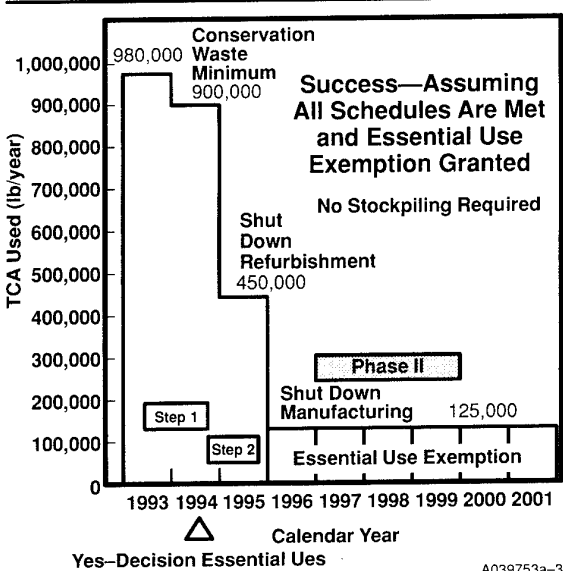 Conservation
Waste
Minimum
980,000
900,000
1,000,000
900,000
800,000
700,000
600,000
500,000
400,000
300,000
200,000
100,000
0
TCA Used (lb/year)
Success—Assuming
All Schedules Are Met
and Essential Use
Exemption Granted
No Stockpiling Required
Shut
Down
Refurbishment
450,000
Phase II
Shut Down
Manufacturing
125,000
Step 1
Step 2
Essential Use Exemption
1993 1994 1995 1996 1997 1998 1999 2000 2001
Calendar Year
Yes–Decision Essential Ues
A039753a–3